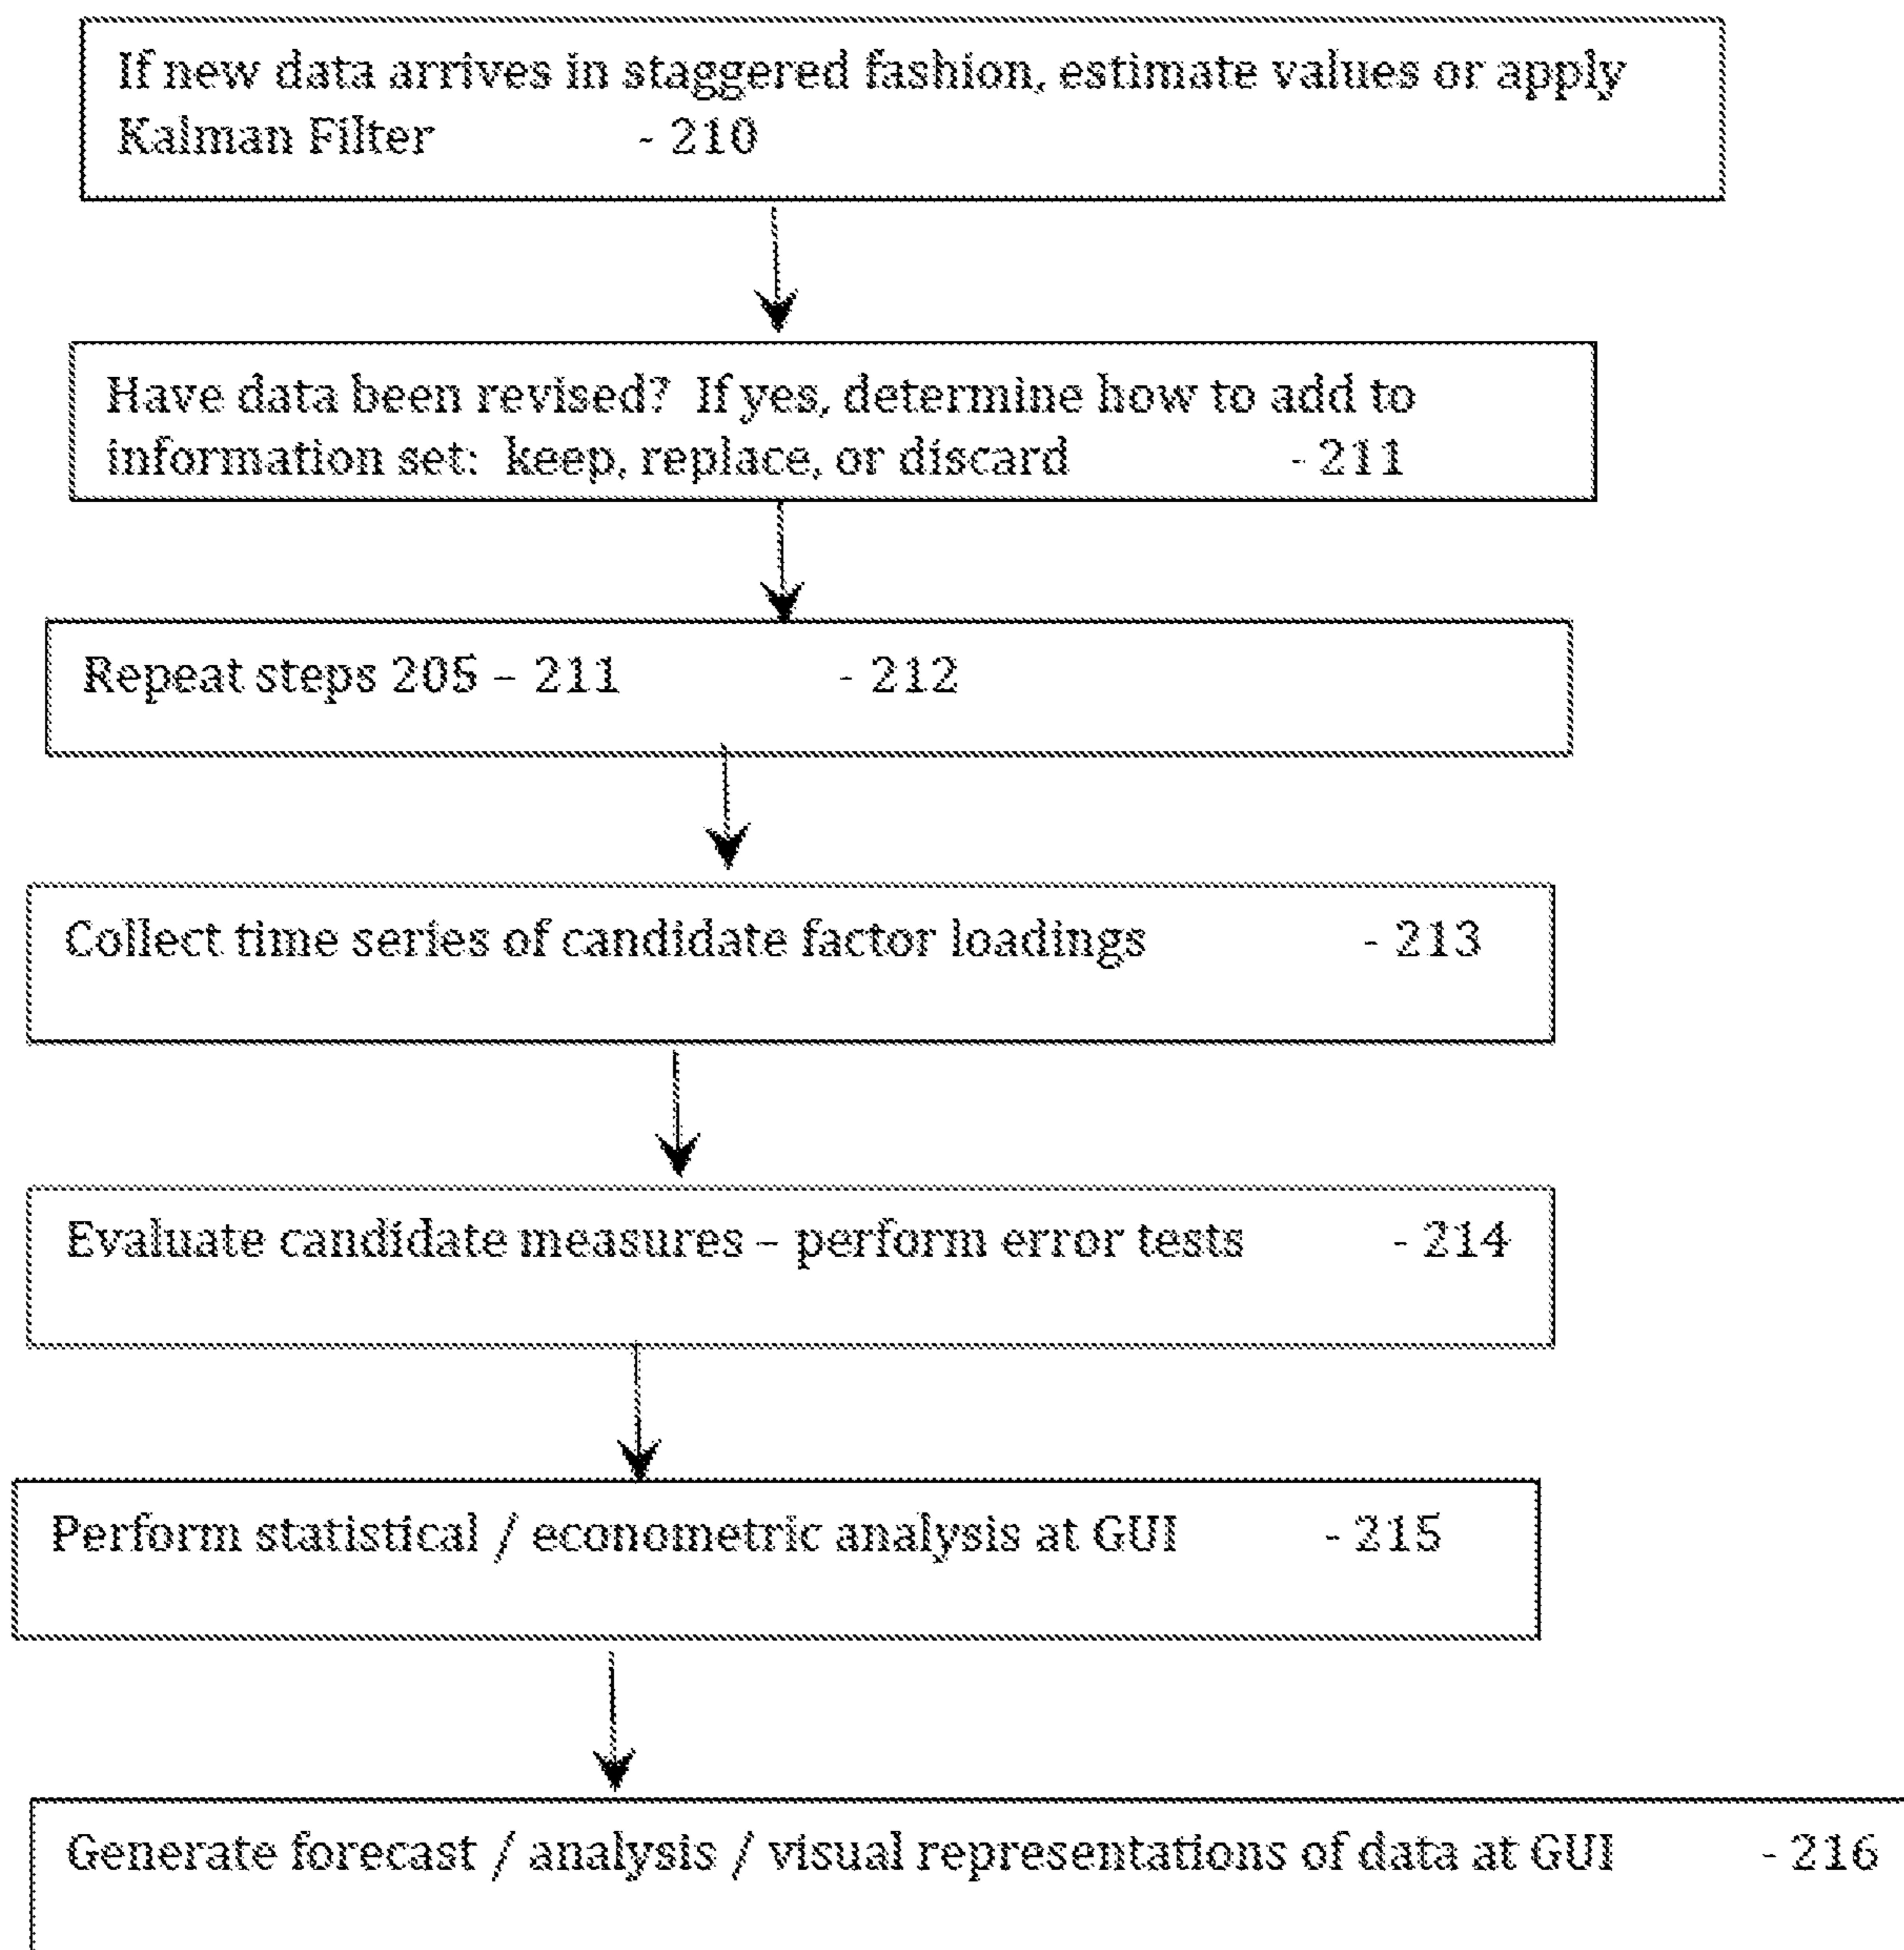 If new data arrives in staggered fashion, estimate values or apply
Kalman Filter - 210
Have data been revised? If yes, determine how to add to
information set: keep, replace, or discard - 211
Repeat steps 205 – 211 - 212
Collect time series of candidate factor loadings - 213
Evaluate candidate measures – perform error tests - 214
Perform statistical / econometric analysis at GUI - 215
Generate forecast / analysis / visual representations of data at GUI - 216